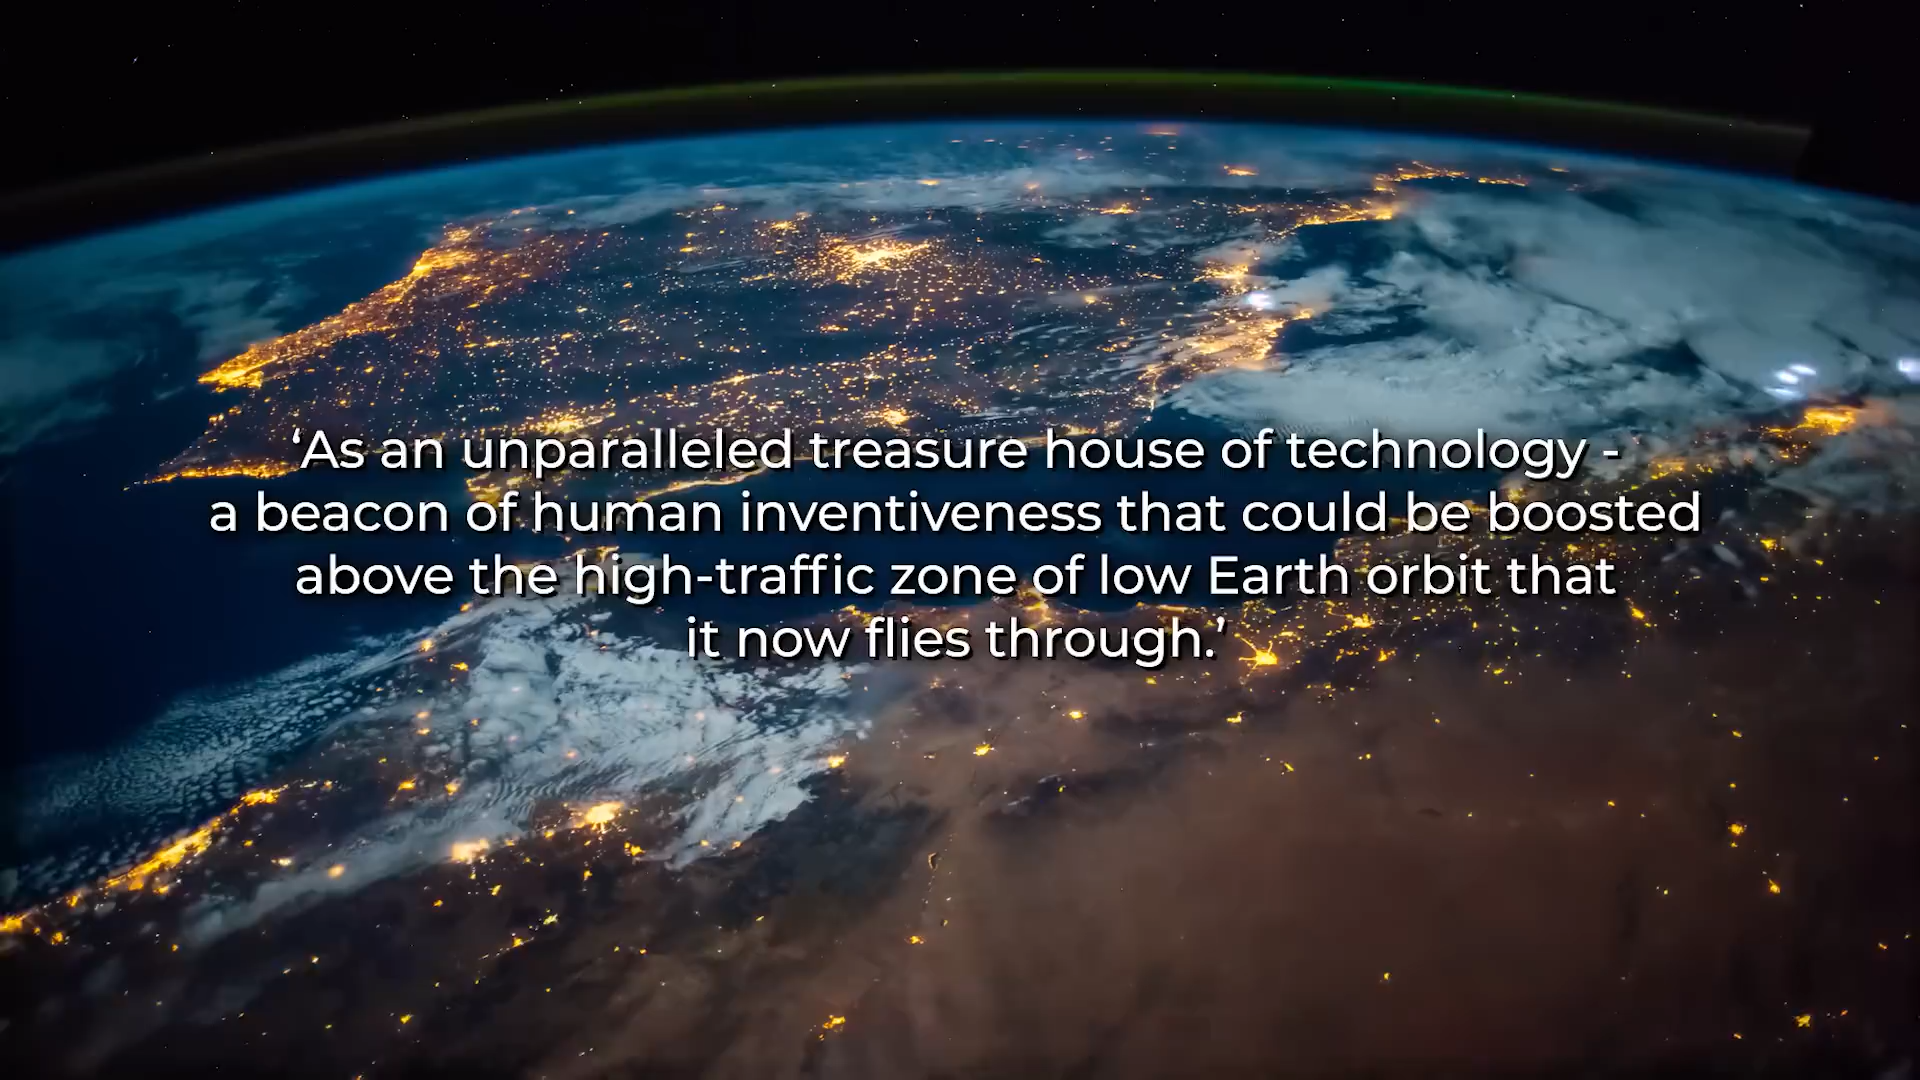 ‘As an unparalleled treasure house of technology -
a beacon of human inventiveness that could be boosted
above the high-traffic zone of low Earth orbit that
it now flies through.’